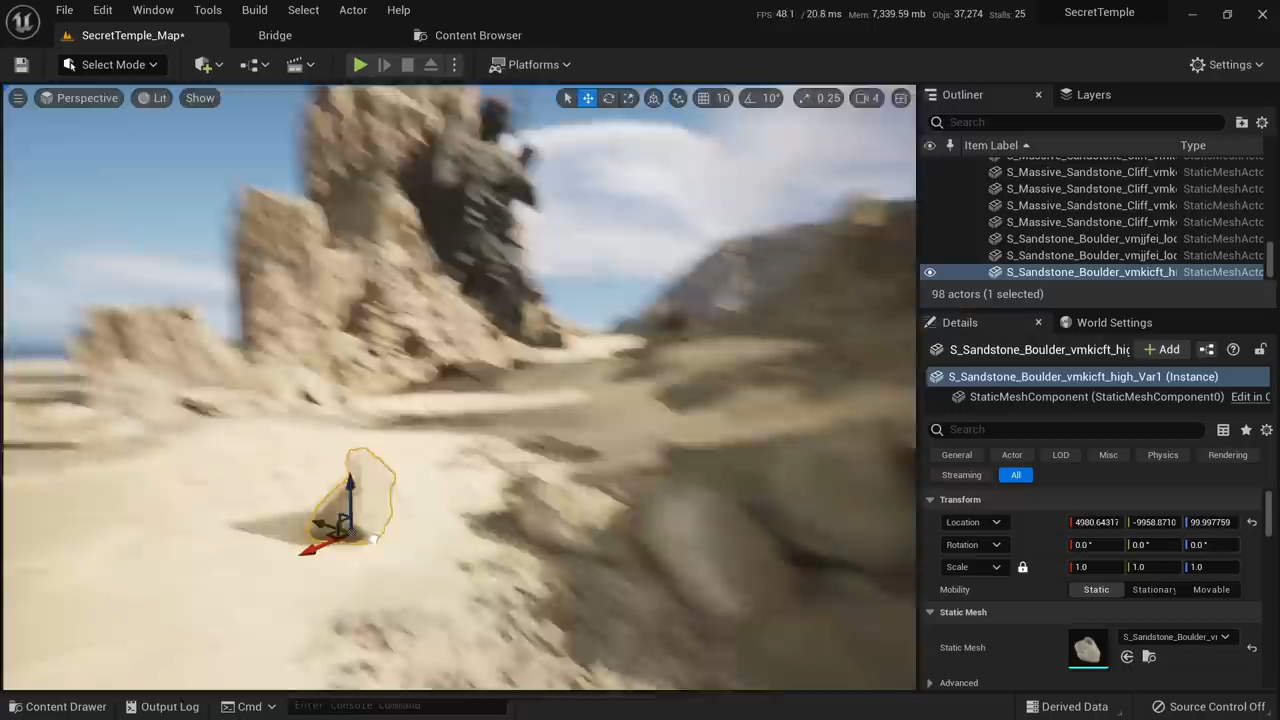 File Edit Window Tools Build Select Actor Help
FPS: 48.1 / 20.8 ms Mem: 7,339.59 mb Objs: 37,274 Stalls: 25 SecretTemple
SecretTemple_Map* Bridge Content Browser
Select Mode Platforms Settings
Perspective Lit Show 10 10° 0.25 4
Outliner Layers
Search
Item Label Type
S_Massive_Sandstone_Cliff_vmk StaticMeshActo
S_Massive_Sandstone_Cliff_vmk StaticMeshActo
S_Massive_Sandstone_Cliff_vmk StaticMeshActo
S_Massive_Sandstone_Cliff_vmk StaticMeshActo
S_Massive_Sandstone_Cliff_vmk StaticMeshActo
S_Sandstone_Boulder_vmjjfei_lo StaticMeshActo
S_Sandstone_Boulder_vmjjfei_lo StaticMeshActo
S_Sandstone_Boulder_vmkicft_h StaticMeshActo
98 actors (1 selected)
Details World Settings
S_Sandstone_Boulder_vmkicft_hig Add
S_Sandstone_Boulder_vmkicft_high_Var1 (Instance)
StaticMeshComponent (StaticMeshComponent0) Edit in C
Search
General Actor LOD Misc Physics Rendering
Streaming All
Transform
Location 4980.64317 -9958.8710 99.997759
Rotation 0.0° 0.0° 0.0°
Scale 1.0 1.0 1.0
Mobility Static Stationary Movable
Static Mesh
Static Mesh S_Sandstone_Boulder_v
Advanced
Content Drawer Output Log Cmd Enter Console Command Derived Data Source Control Off